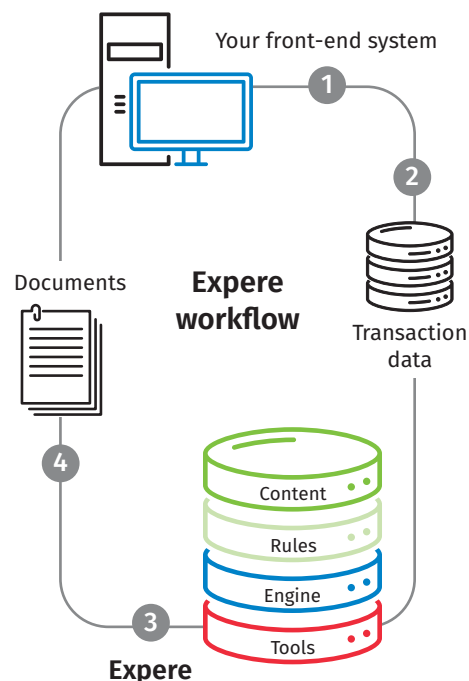 Your front-end system
1
2
Documents
Expere
workflow
Transaction
data
4
Content
Rules
Engine
Tools
3
Expere